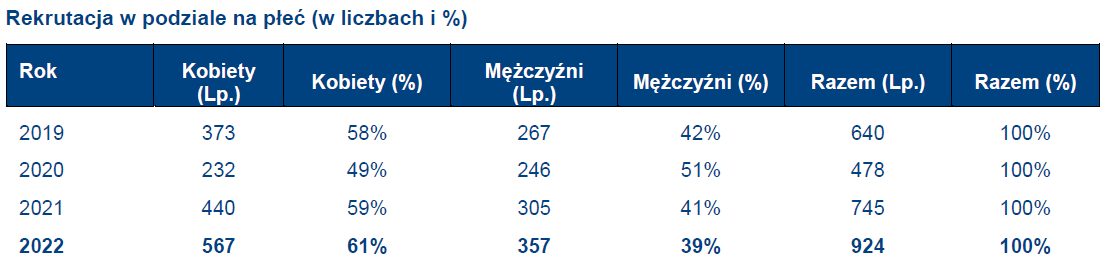 Rekrutacja w podziale na płeć (w liczbach i %)
Rok Kobiety (Lp.) Kobiety (%) Mężczyźni (Lp.) Mężczyźni (%) Razem (Lp.) Razem (%)
2019 373 58% 267 42% 640 100%
2020 232 49% 246 51% 478 100%
2021 440 59% 305 41% 745 100%
2022 567 61% 357 39% 924 100%